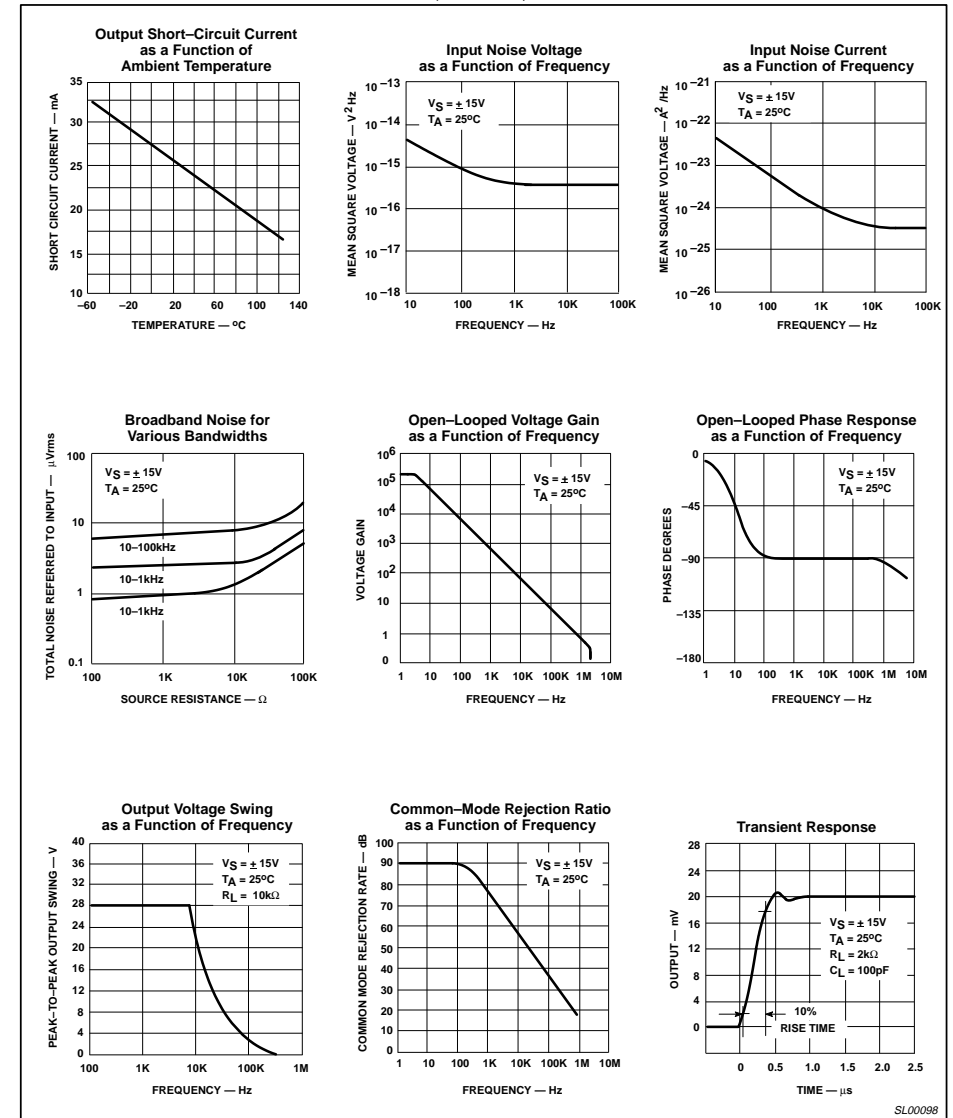 Output Short–Circuit Current
as a Function of
Ambient Temperature
SHORT CIRCUIT CURRENT — mA
35
30
25
20
15
10
–60 –20 20 60 100 140
TEMPERATURE — ºC
Input Noise Voltage
as a Function of Frequency
MEAN SQUARE VOLTAGE — V² Hz
10 –13
10 –14
10 –15
10 –16
10 –17
10 –18
VS = ± 15V
TA = 25ºC
10 100 1K 10K 100K
FREQUENCY — Hz
Input Noise Current
as a Function of Frequency
MEAN SQUARE VOLTAGE — A² /Hz
10 –21
10 –22
10 –23
10 –24
10 –25
10 –26
VS = ± 15V
TA = 25ºC
10 100 1K 10K 100K
FREQUENCY — Hz
Broadband Noise for
Various Bandwidths
TOTAL NOISE REFERRED TO INPUT — µVrms
100
10
1
0.1
VS = ± 15V
TA = 25ºC
10–100kHz
10–1kHz
10–1kHz
100 1K 10K 100K
SOURCE RESISTANCE — Ω
Open–Looped Voltage Gain
as a Function of Frequency
VOLTAGE GAIN
10⁶
10⁵
10⁴
10³
10²
10
1
0
VS = ± 15V
TA = 25ºC
1 10 100 1K 10K 100K 1M 10M
FREQUENCY — Hz
Open–Looped Phase Response
as a Function of Frequency
PHASE DEGREES
0
–45
–90
–135
–180
VS = ± 15V
TA = 25ºC
1 10 100 1K 10K 100K 1M 10M
FREQUENCY — Hz
Output Voltage Swing
as a Function of Frequency
PEAK–TO–PEAK OUTPUT SWING — V
40
36
32
28
24
20
16
12
8
4
0
VS = ± 15V
TA = 25ºC
RL = 10kΩ
100 1K 10K 100K 1M
FREQUENCY — Hz
Common–Mode Rejection Ratio
as a Function of Frequency
COMMON MODE REJECTION RATE — dB
100
90
80
70
60
50
40
30
20
10
0
VS = ± 15V
TA = 25ºC
1 10 100 1K 10K 100K 1M 10M
FREQUENCY — Hz
Transient Response
OUTPUT — mV
28
24
20
16
12
8
4
0
VS = ± 15V
TA = 25ºC
RL = 2kΩ
CL = 100pF
10%
RISE TIME
0 0.5 1.0 1.5 2.0 2.5
TIME — µs
SL00098